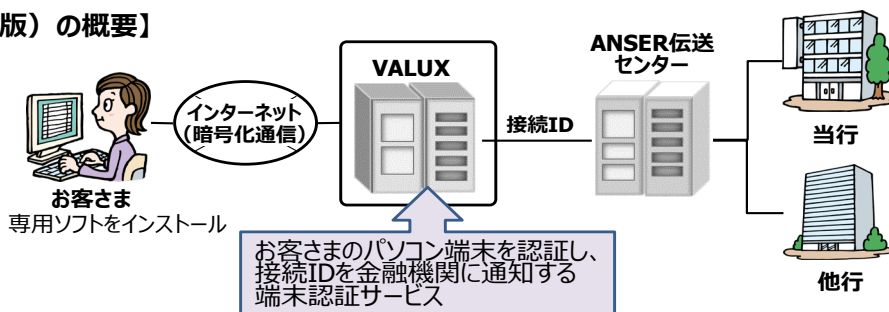 版）の概要】
お客さま
専用ソフトをインストール
インターネット
（暗号化通信）
VALUX
接続ID
ANSER伝送
センター
当行
他行
お客さまのパソコン端末を認証し、
接続IDを金融機関に通知する
端末認証サービス